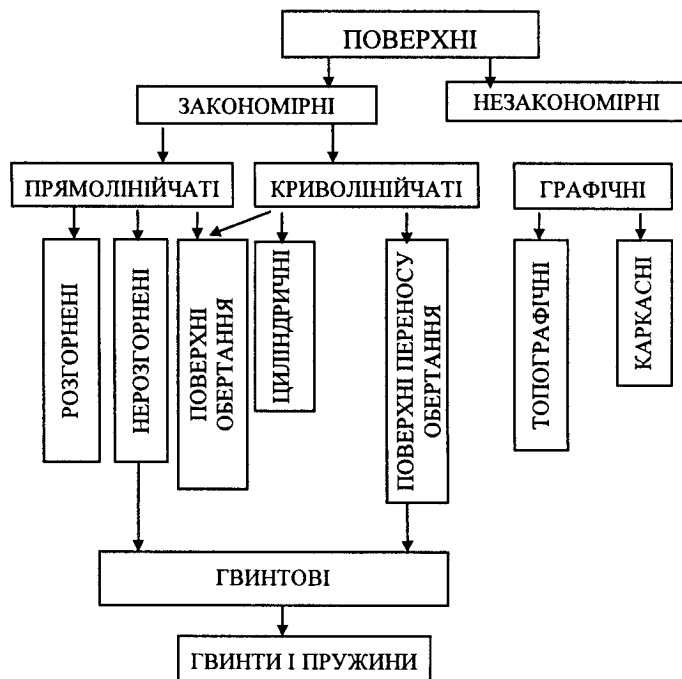 ПОВЕРХНІ
ЗАКОНОМІРНІ
НЕЗАКОНОМІРНІ
ПРЯМОЛІНІЙЧАТІ
КРИВОЛІНІЙЧАТІ
ГРАФІЧНІ
РОЗГОРНЕНІ
НЕРОЗГОРНЕНІ
ПОВЕРХНІ
ОБЕРТАННЯ
ЦИЛІНДРИЧНІ
ПОВЕРХНІ ПЕРЕНОСУ
ОБЕРТАННЯ
ТОПОГРАФІЧНІ
КАРКАСНІ
ГВИНТОВІ
ГВИНТИ І ПРУЖИНИ